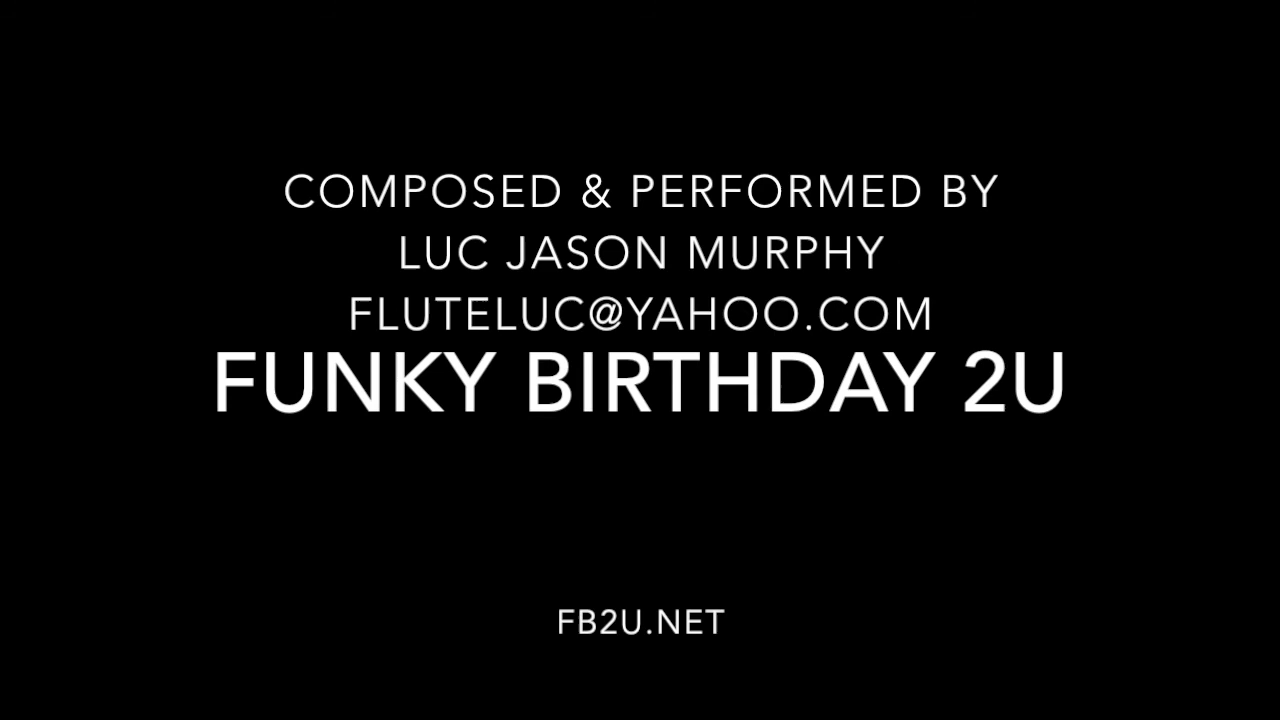 COMPOSED & PERFORMED BY
LUC JASON MURPHY
FLUTELUC@YAHOO.COM
FUNKY BIRTHDAY 2U
FB2U.NET